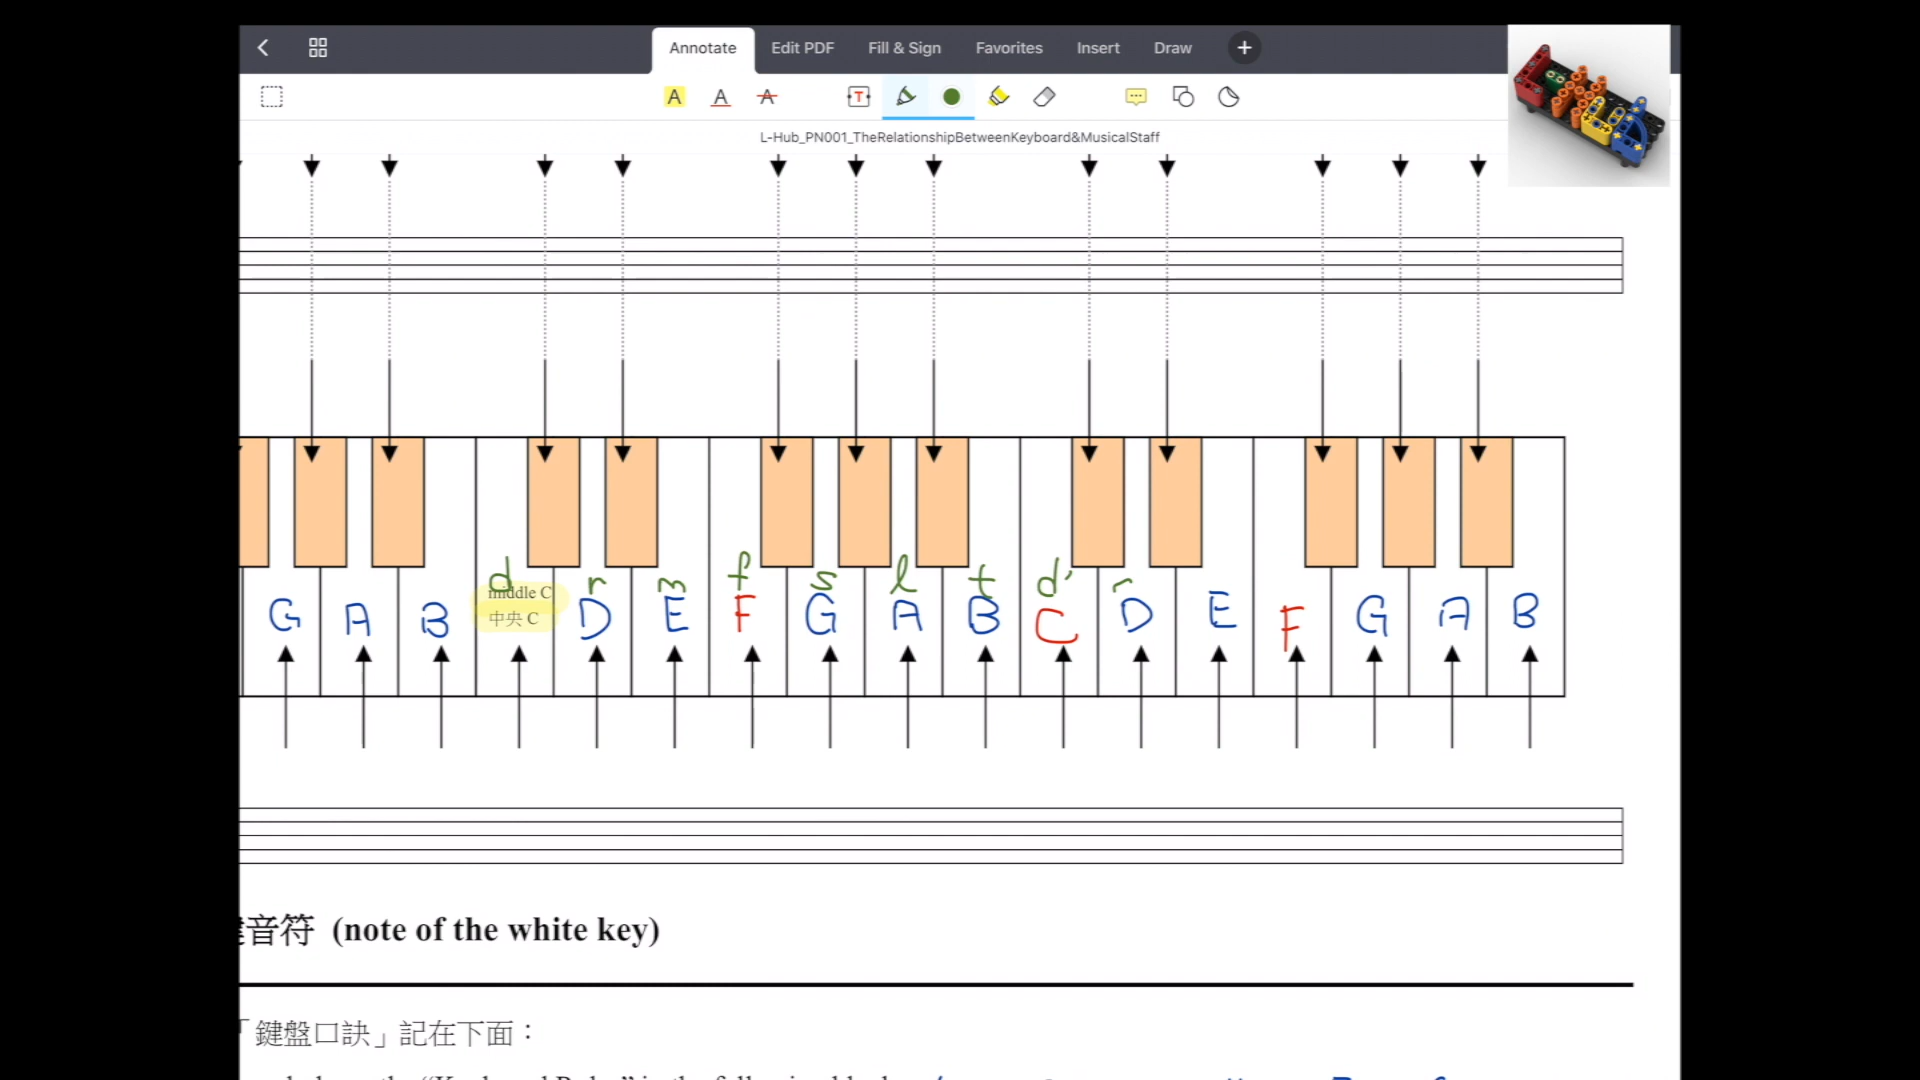 Annotate Edit PDF Fill & Sign Favorites Insert Draw
A A A T
L-Hub_PN001_TheRelationshipBetweenKeyboard&MusicalStaff
d r m f s l t d' r
middle C
G A B 中央 C D E F G A B C D E F G A B
音符 (note of the white key)
「鍵盤口訣」記在下面：